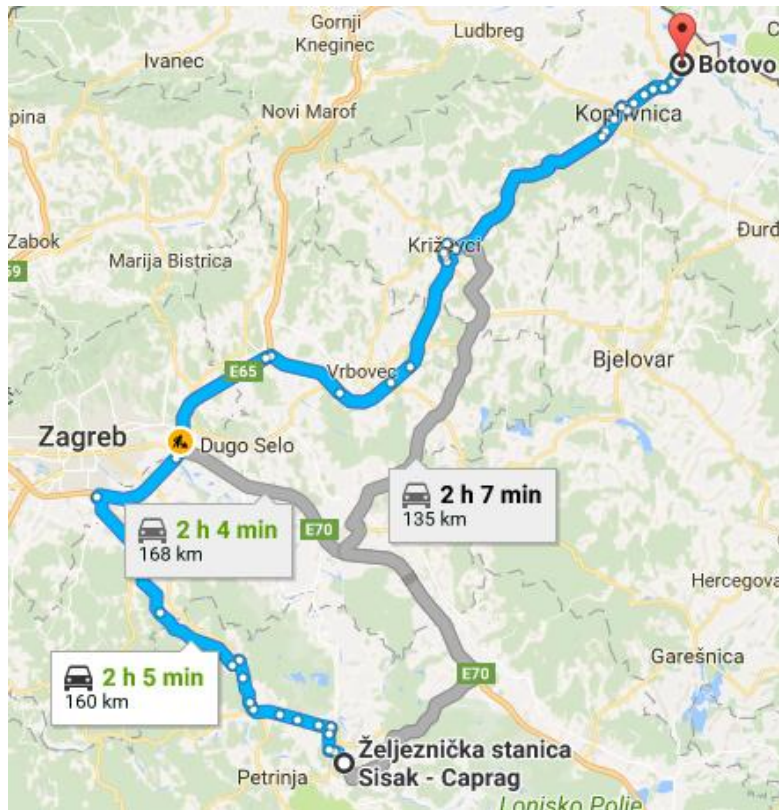 Gornji
Kneginec
Ludbreg
Ivanec
Botovo
Novi Marof
Koprivnica
pina
Zabok
69
Križevci
Đurđ
Marija Bistrica
E65
Vrbovec
Bjelovar
Zagreb
Dugo Selo
2 h 7 min
135 km
2 h 4 min
168 km
E70
Hercegova
Garešnica
2 h 5 min
160 km
E70
Željeznička stanica
Sisak - Caprag
Petrinja
Lonjsko Polje